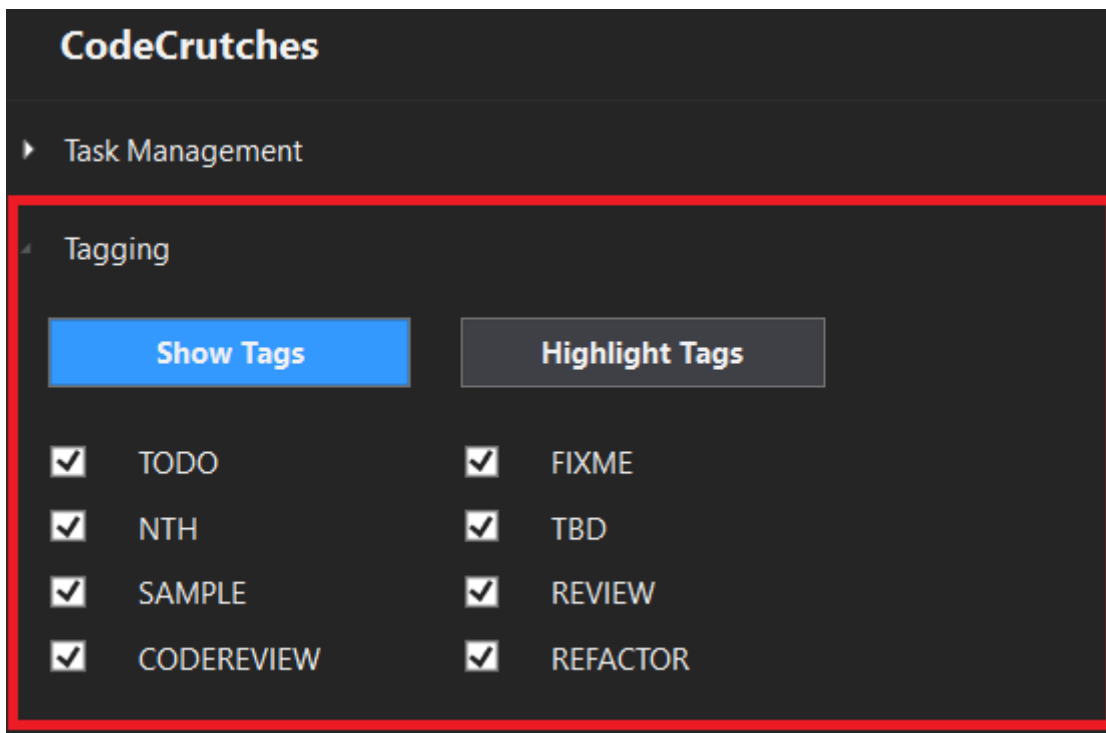 CodeCrutches
Task Management
Tagging
Show Tags Highlight Tags
TODO FIXME
NTH TBD
SAMPLE REVIEW
CODEREVIEW REFACTOR